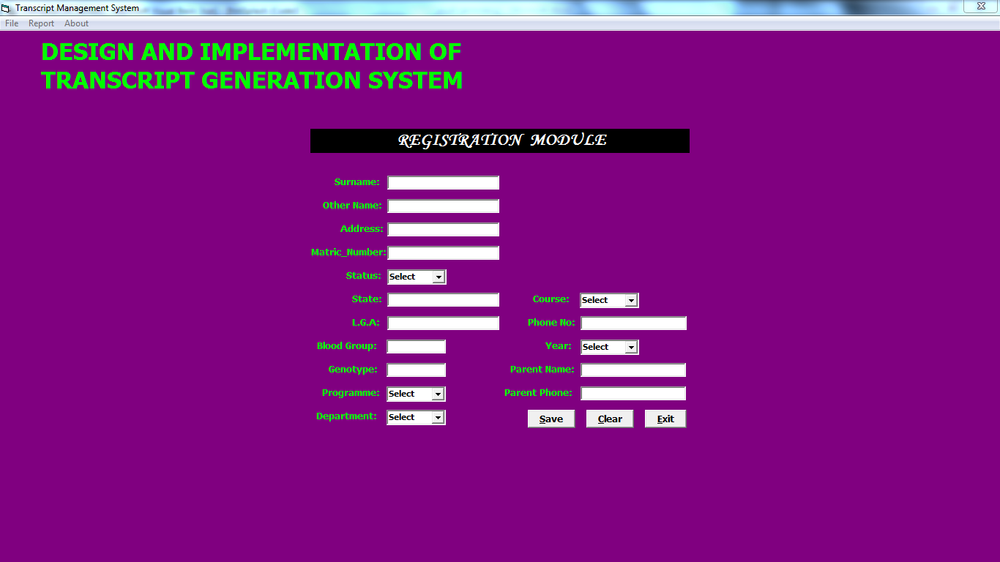 Transcript Management System
File Report About
DESIGN AND IMPLEMENTATION OF
TRANSCRIPT GENERATION SYSTEM
REGISTRATION MODULE
Surname:
Other Name:
Address:
Matric_Number:
Status: Select
State: Course: Select
L.G.A: Phone No:
Blood Group: Year: Select
Genotype: Parent Name:
Programme: Select Parent Phone:
Department: Select Save Clear Exit